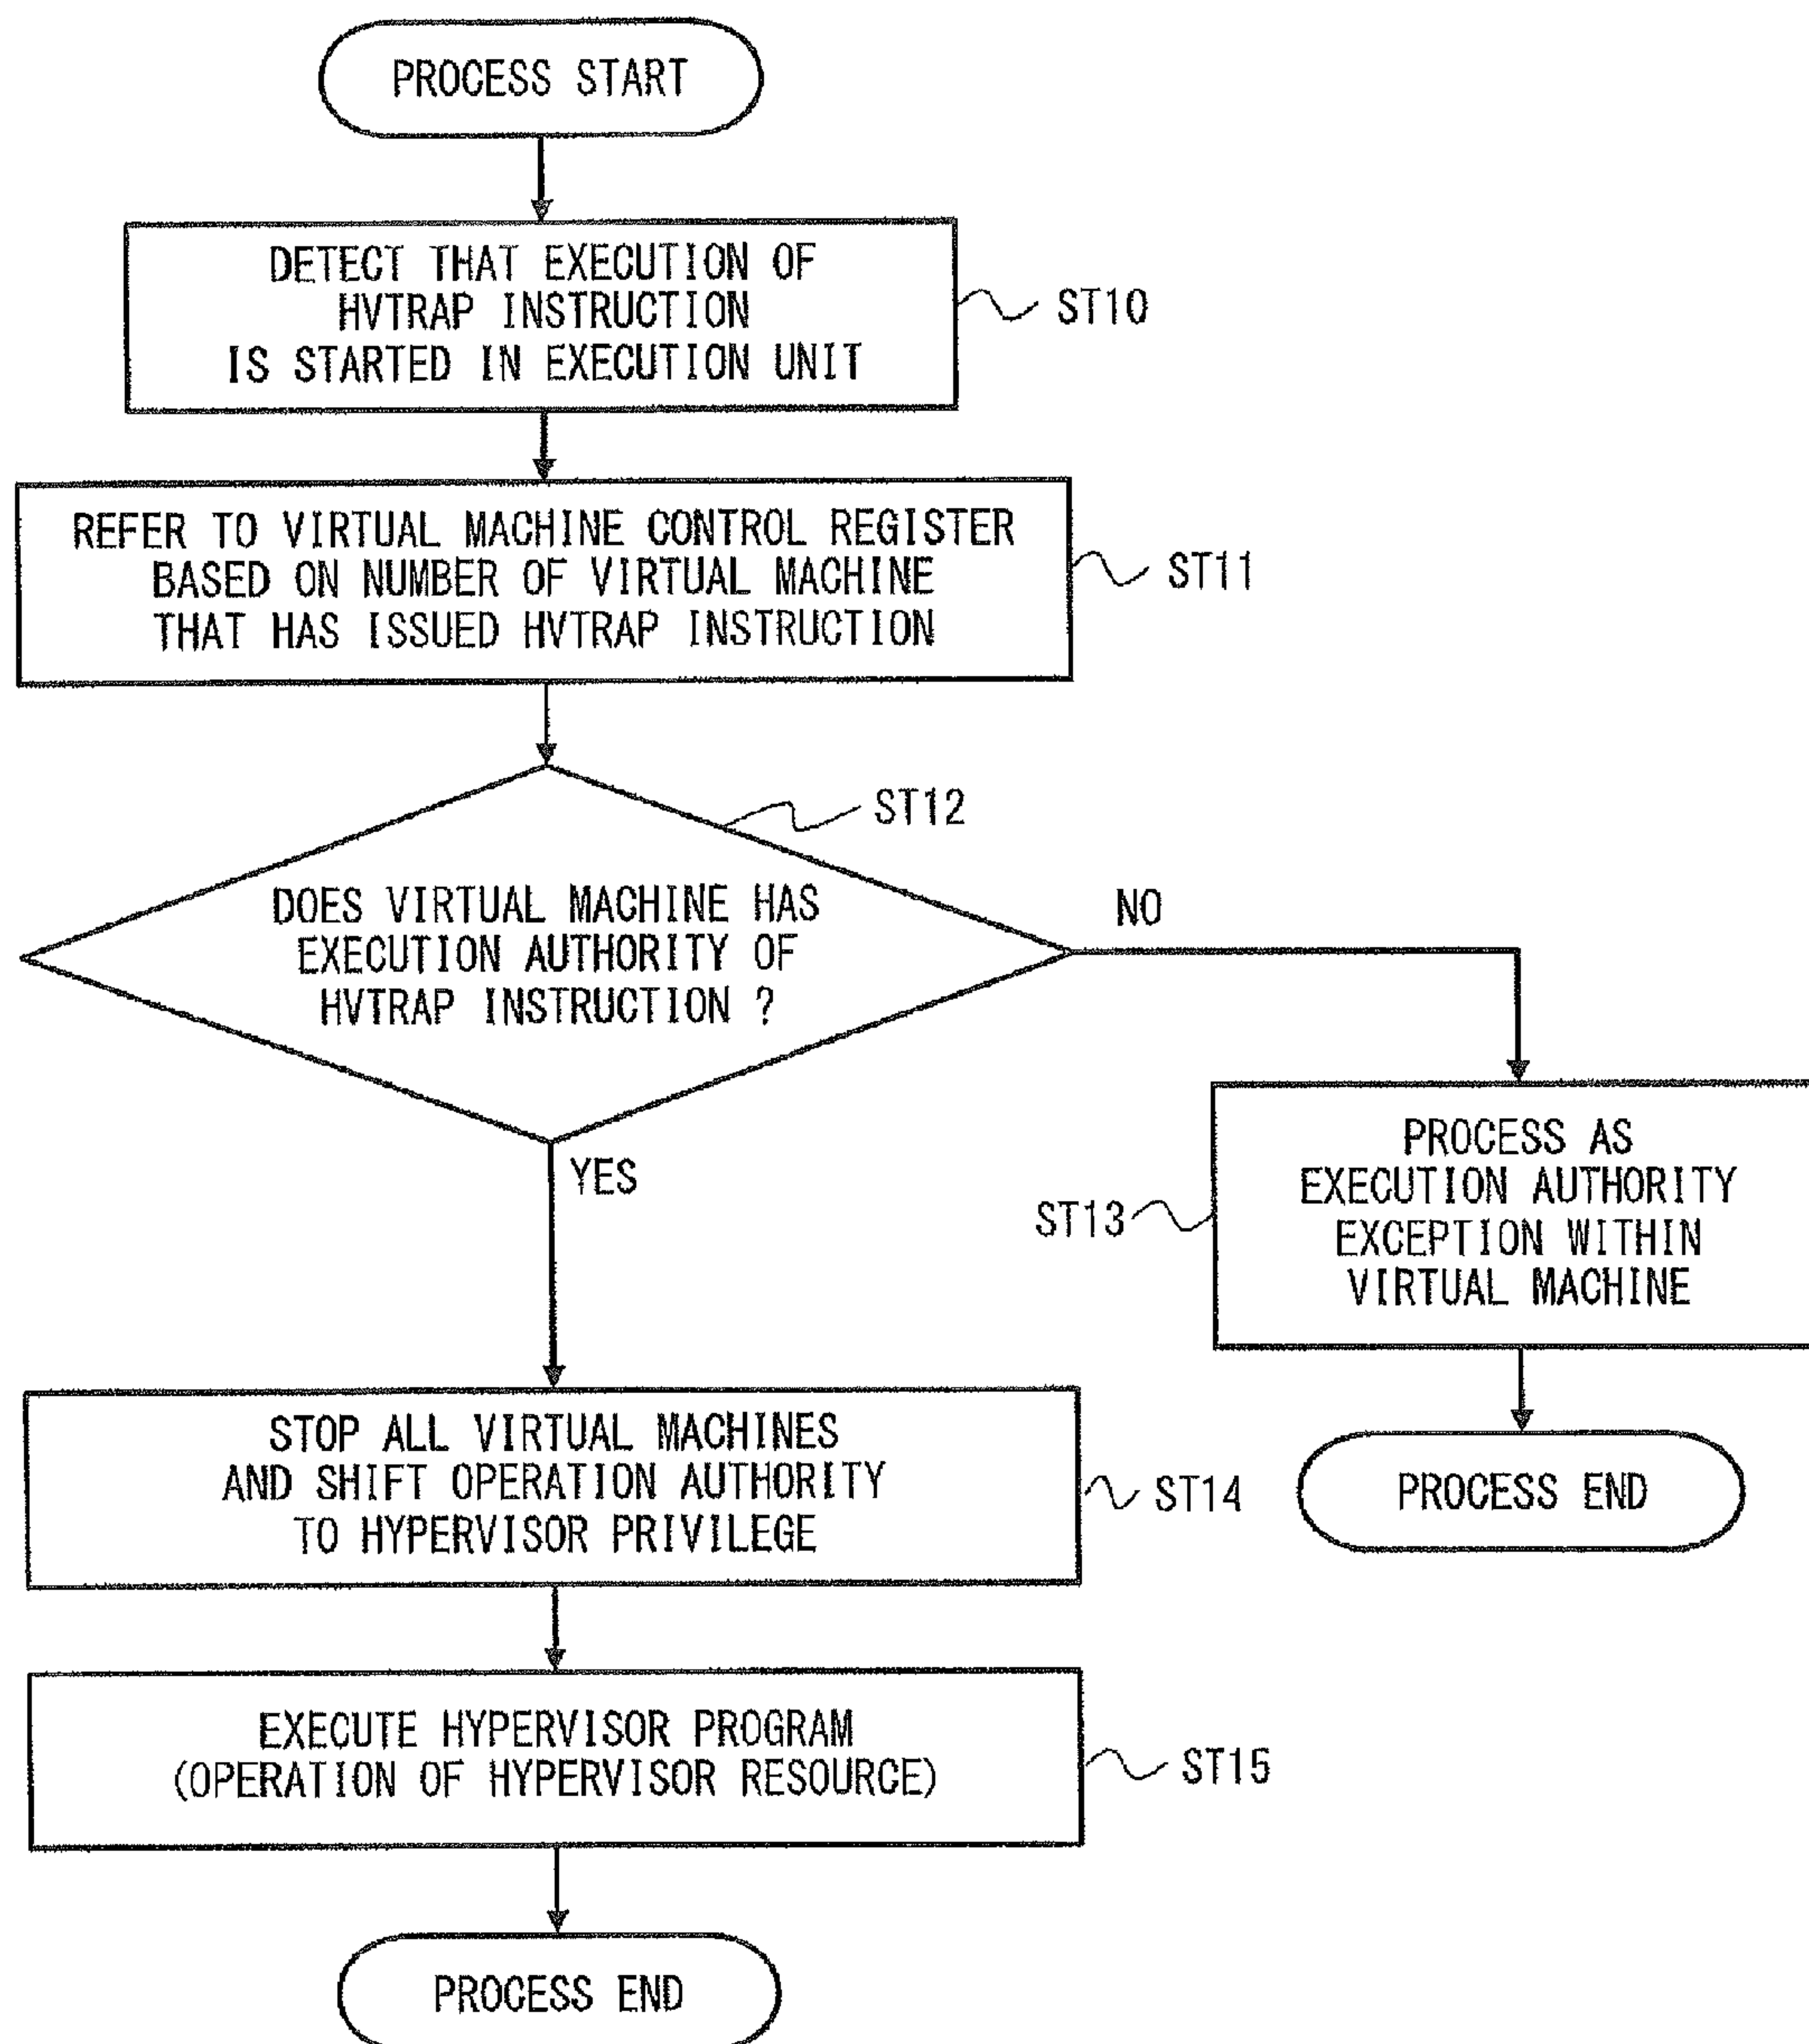 PROCESS START
DETECT THAT EXECUTION OF
HVTRAP INSTRUCTION
IS STARTED IN EXECUTION UNIT
ST10
REFER TO VIRTUAL MACHINE CONTROL REGISTER
BASED ON NUMBER OF VIRTUAL MACHINE
THAT HAS ISSUED HVTRAP INSTRUCTION
ST11
ST12
DOES VIRTUAL MACHINE HAS
EXECUTION AUTHORITY OF
HVTRAP INSTRUCTION ?
NO
YES
PROCESS AS
EXECUTION AUTHORITY
EXCEPTION WITHIN
VIRTUAL MACHINE
ST13
PROCESS END
STOP ALL VIRTUAL MACHINES
AND SHIFT OPERATION AUTHORITY
TO HYPERVISOR PRIVILEGE
ST14
EXECUTE HYPERVISOR PROGRAM
(OPERATION OF HYPERVISOR RESOURCE)
ST15
PROCESS END